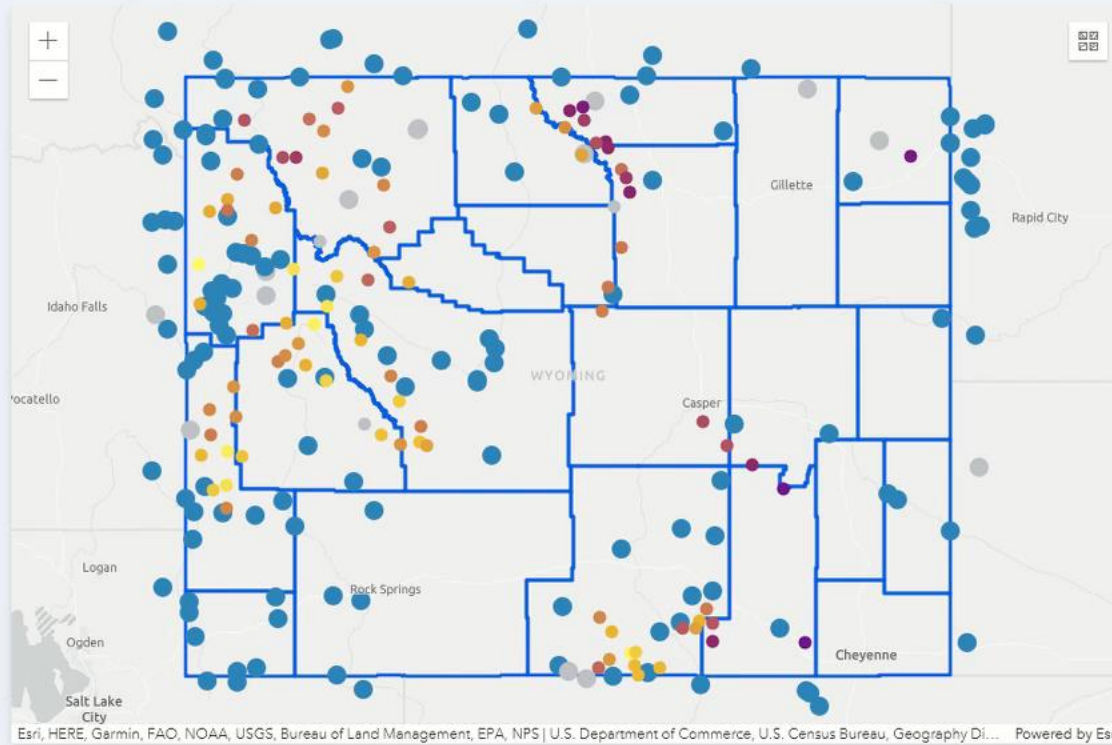 +
−
Gillette
Rapid City
Idaho Falls
WYOMING
Pocatello
Casper
Logan
Rock Springs
Ogden
Cheyenne
Salt Lake
City
Esri, HERE, Garmin, FAO, NOAA, USGS, Bureau of Land Management, EPA, NPS | U.S. Department of Commerce, U.S. Census Bureau, Geography Di... Powered by Es